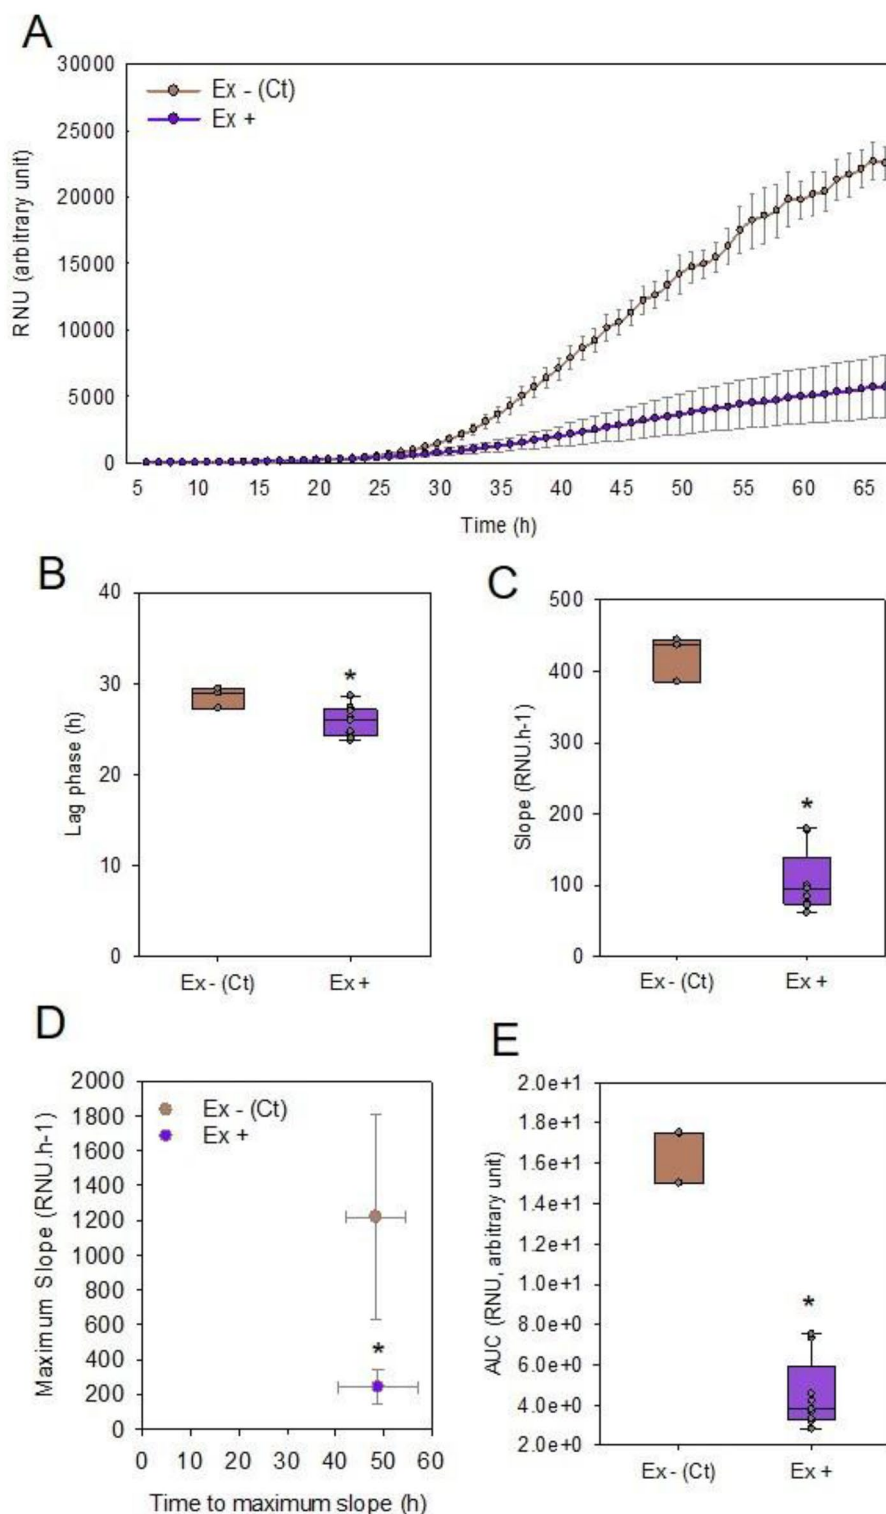 A
30000
25000
20000
15000
10000
5000
0
RNU (arbitrary unit)
Ex - (Ct)
Ex +
5 10 15 20 25 30 35 40 45 50 55 60 65
Time (h)
B
40
30
20
10
0
Lag phase (h)
*
Ex - (Ct) Ex +
C
500
400
300
200
100
0
Slope (RNU.h-1)
*
Ex - (Ct) Ex +
D
2000
1800
1600
1400
1200
1000
800
600
400
200
0
Maximum Slope (RNU.h-1)
Ex - (Ct)
Ex +
*
0 10 20 30 40 50 60
Time to maximum slope (h)
E
2.0e+1
1.8e+1
1.6e+1
1.4e+1
1.2e+1
1.0e+1
8.0e+0
6.0e+0
4.0e+0
2.0e+0
AUC (RNU, arbitrary unit)
*
Ex - (Ct) Ex +